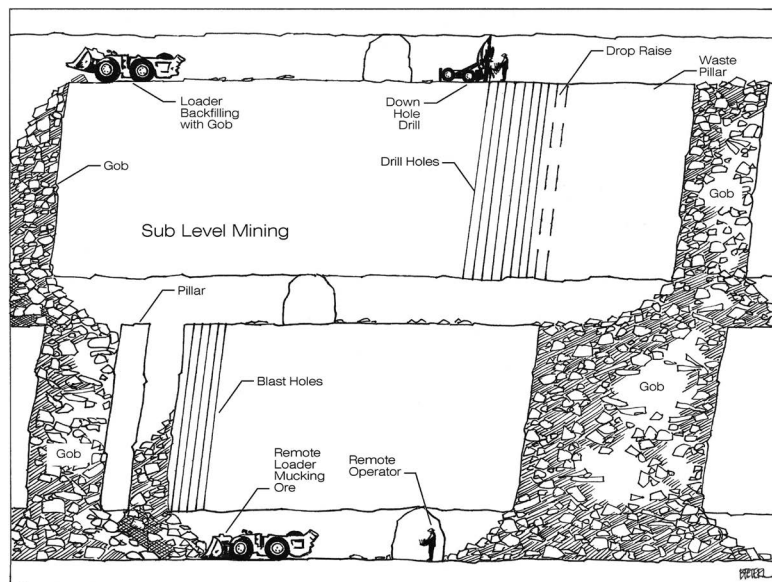 Drop Raise
Waste
Pillar
Loader
Backfilling
with Gob
Down
Hole
Drill
Gob
Drill Holes
Gob
Sub Level Mining
Pillar
Blast Holes
Gob
Gob
Remote
Loader
Mucking
Ore
Remote
Operator